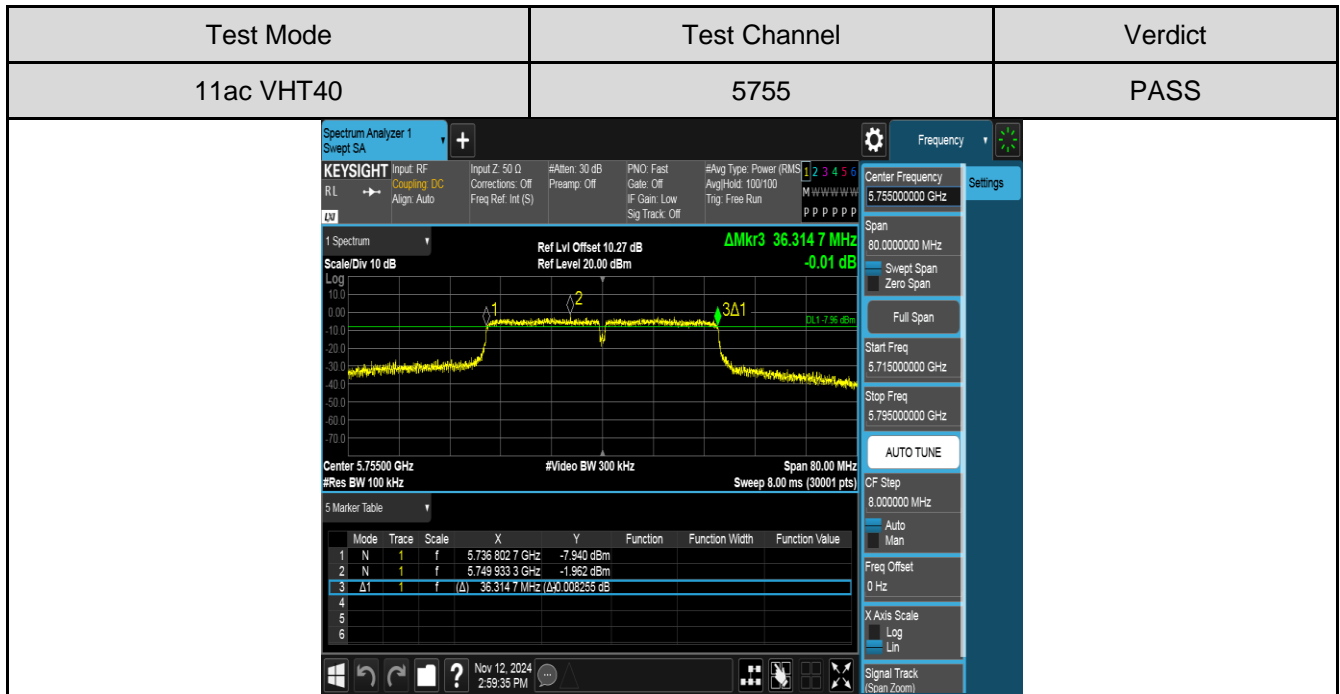 Test Mode Test Channel Verdict
11ac VHT40 5755 PASS
Spectrum Analyzer 1
Swept SA
+
Frequency
KEYSIGHT
RL
LXI
Input: RF
Coupling: DC
Align: Auto
Input Z: 50 Ω
Corrections: Off
Freq Ref: Int (S)
#Atten: 30 dB
Preamp: Off
PNO: Fast
Gate: Off
IF Gain: Low
Sig Track: Off
#Avg Type: Power (RMS
Avg|Hold: 100/100
Trig: Free Run
1 2 3 4 5 6
M W W W W W
P P P P P P
1 Spectrum
Scale/Div 10 dB
Ref Lvl Offset 10.27 dB
Ref Level 20.00 dBm
ΔMkr3 36.314 7 MHz
-0.01 dB
Log
10.0
0.00
-10.0
-20.0
-30.0
-40.0
-50.0
-60.0
-70.0
1
2
3Δ1
DL1 -7.96 dBm
Center 5.75500 GHz #Video BW 300 kHz Span 80.00 MHz
#Res BW 100 kHz Sweep 8.00 ms (30001 pts)
5 Marker Table
Mode Trace Scale X Y Function Function Width Function Value
1 N 1 f 5.736 802 7 GHz -7.940 dBm
2 N 1 f 5.749 933 3 GHz -1.962 dBm
3 Δ1 1 f (Δ) 36.314 7 MHz (Δ) -0.008255 dB
4
5
6
Nov 12, 2024
2:59:35 PM
Center Frequency
5.755000000 GHz
Settings
Span
80.0000000 MHz
Swept Span
Zero Span
Full Span
Start Freq
5.715000000 GHz
Stop Freq
5.795000000 GHz
AUTO TUNE
CF Step
8.000000 MHz
Auto
Man
Freq Offset
0 Hz
X Axis Scale
Log
Lin
Signal Track
(Span Zoom)